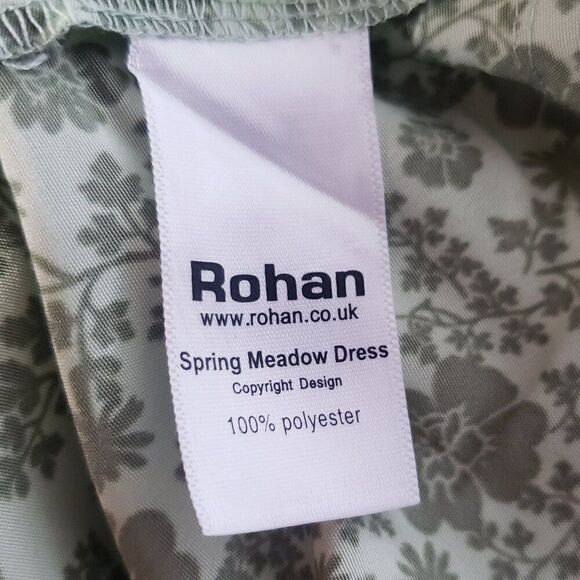 Rohan
www.rohan.co.uk
Spring Meadow Dress
Copyright Design
100% polyester